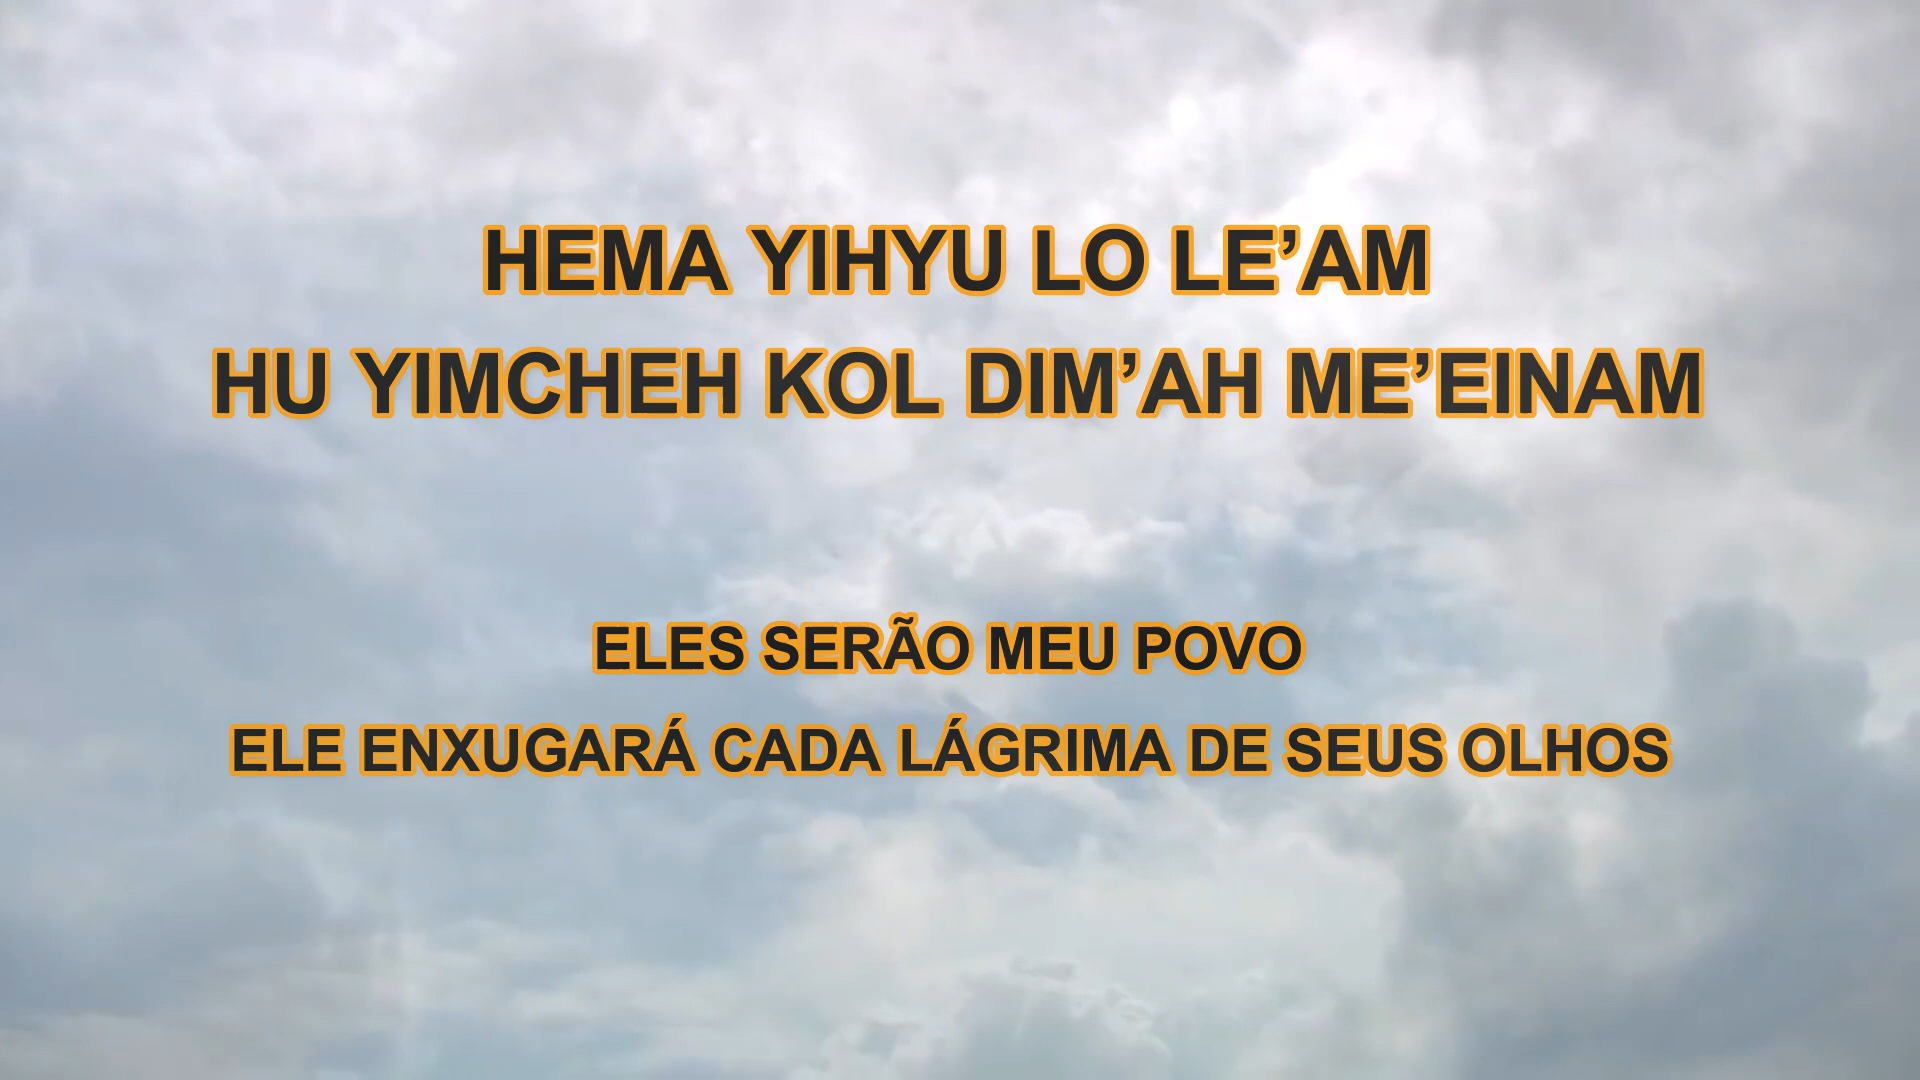 HEMA YIHYU LO LE’AM
HU YIMCHEH KOL DIM’AH ME’EINAM
ELES SERÃO MEU POVO
ELE ENXUGARÁ CADA LÁGRIMA DE SEUS OLHOS